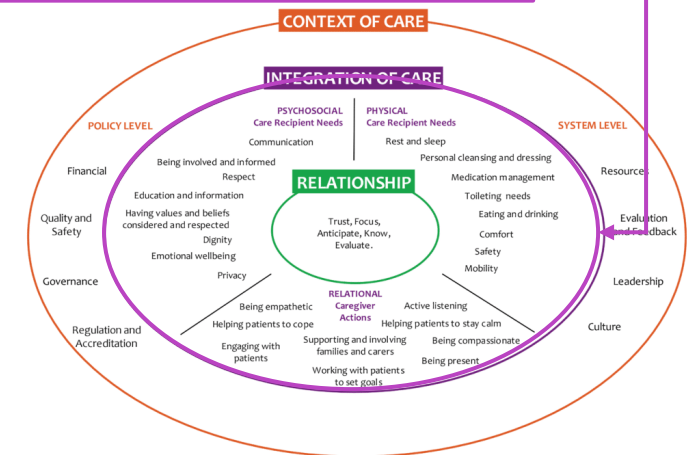 CONTEXT OF CARE
INTEGRATION OF CARE
POLICY LEVEL
Financial
Quality and
Safety
Governance
Regulation and
Accreditation
PSYCHOSOCIAL
Care Recipient Needs
Communication
Being involved and informed
Respect
Education and information
Having values and beliefs
considered and respected
Dignity
Emotional wellbeing
Privacy
PHYSICAL
Care Recipient Needs
Rest and sleep
Personal cleansing and dressing
Medication management
Toileting needs
Eating and drinking
Comfort
Safety
Mobility
SYSTEM LEVEL
Resources
Evaluation
and Feedback
Leadership
Culture
RELATIONSHIP
Trust, Focus,
Anticipate, Know,
Evaluate.
RELATIONAL
Caregiver
Actions
Being empathetic
Helping patients to cope
Engaging with
patients
Supporting and involving
families and carers
Working with patients
to set goals
Active listening
Helping patients to stay calm
Being compassionate
Being present